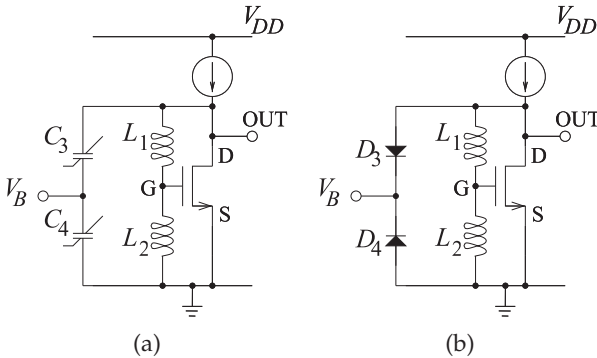 V_DD
OUT
D
C_3
L_1
G
V_B
C_4
L_2
S
(a)
V_DD
OUT
D
D_3
L_1
G
V_B
D_4
L_2
S
(b)